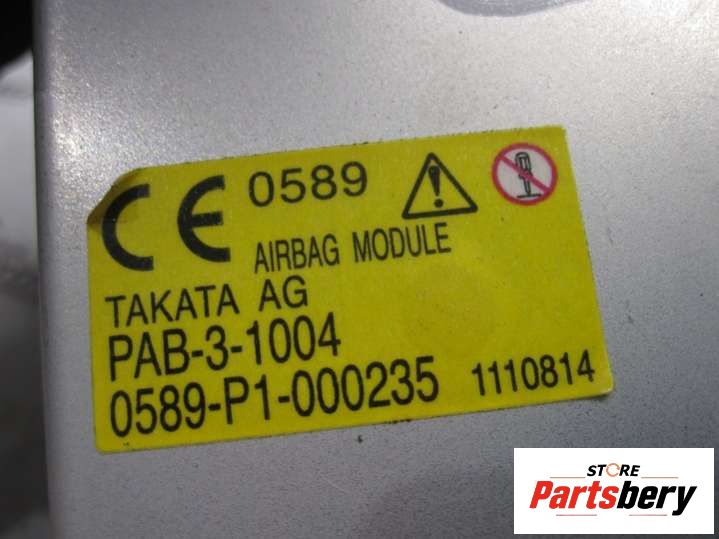 CE 0589
AIRBAG MODULE
TAKATA AG
PAB-3-1004
0589-P1-000235 1110814
STORE
Partsbery